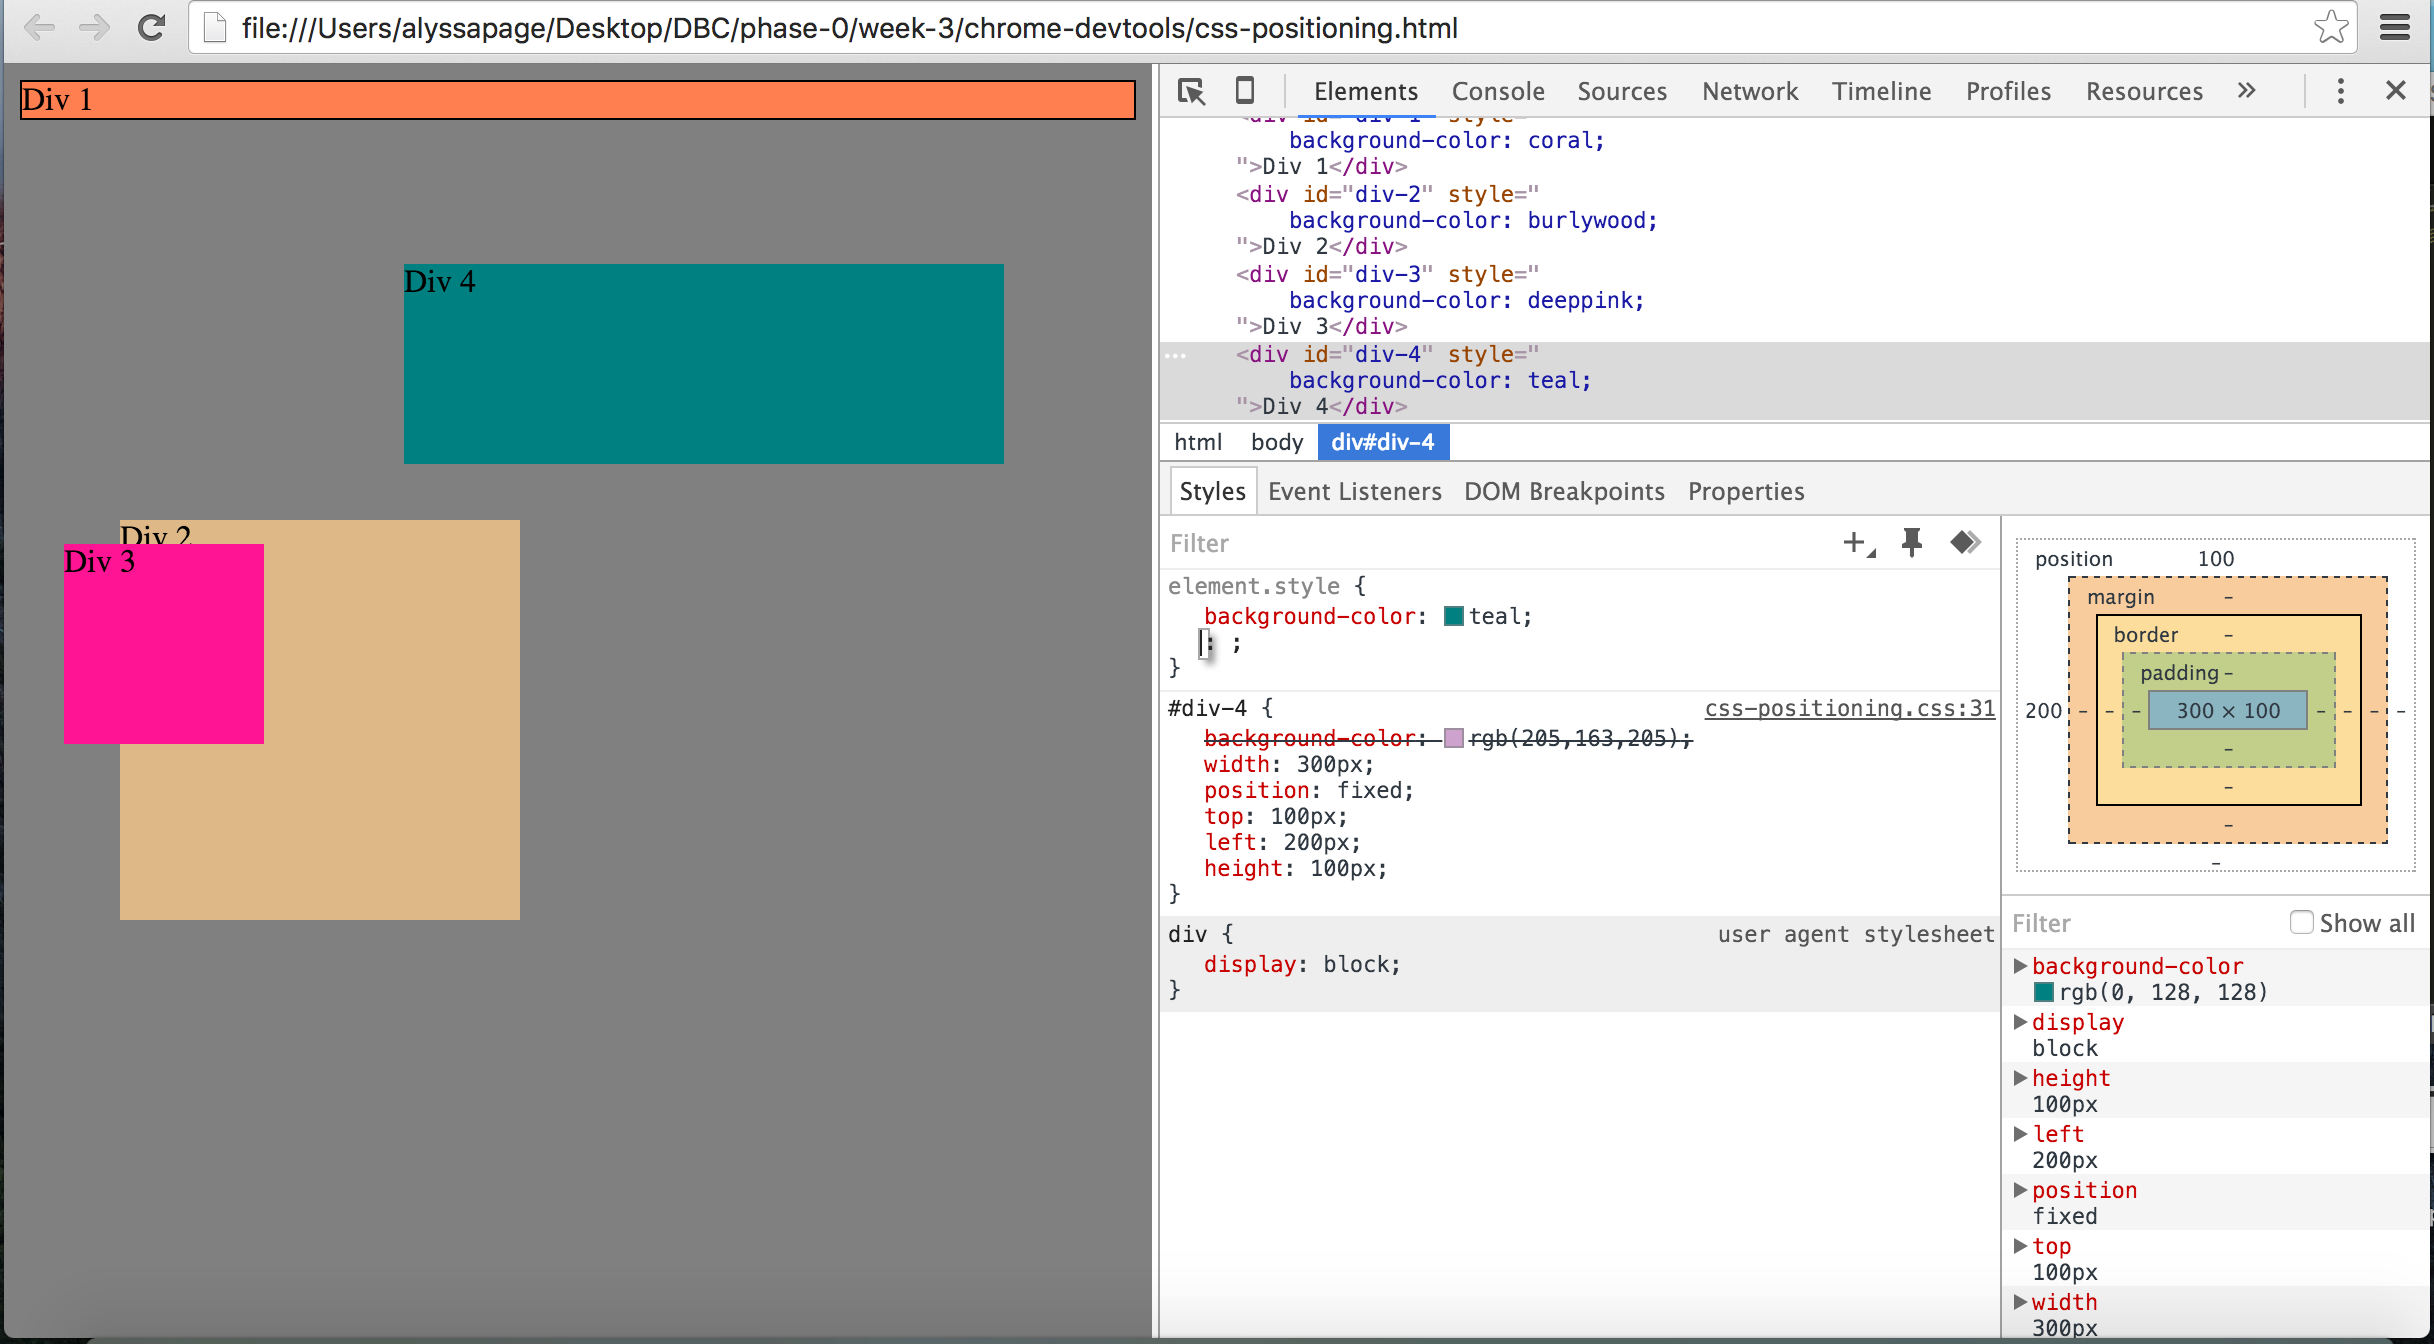 file:///Users/alyssapage/Desktop/DBC/phase-0/week-3/chrome-devtools/css-positioning.html
Div 1
Div 4
Div 2
Div 3
Elements Console Sources Network Timeline Profiles Resources »
<div id="div-1" style="
background-color: coral;
">Div 1</div>
<div id="div-2" style="
background-color: burlywood;
">Div 2</div>
<div id="div-3" style="
background-color: deeppink;
">Div 3</div>
… <div id="div-4" style="
background-color: teal;
">Div 4</div>
html body div#div-4
Styles Event Listeners DOM Breakpoints Properties
Filter
element.style {
background-color: teal;
: ;
}
#div-4 { css-positioning.css:31
background-color: rgb(205,163,205);
width: 300px;
position: fixed;
top: 100px;
left: 200px;
height: 100px;
}
div { user agent stylesheet
display: block;
}
position 100
margin -
border -
padding -
200 - - - 300 × 100 - - - -
-
-
-
-
Filter Show all
background-color
rgb(0, 128, 128)
display
block
height
100px
left
200px
position
fixed
top
100px
width
300px